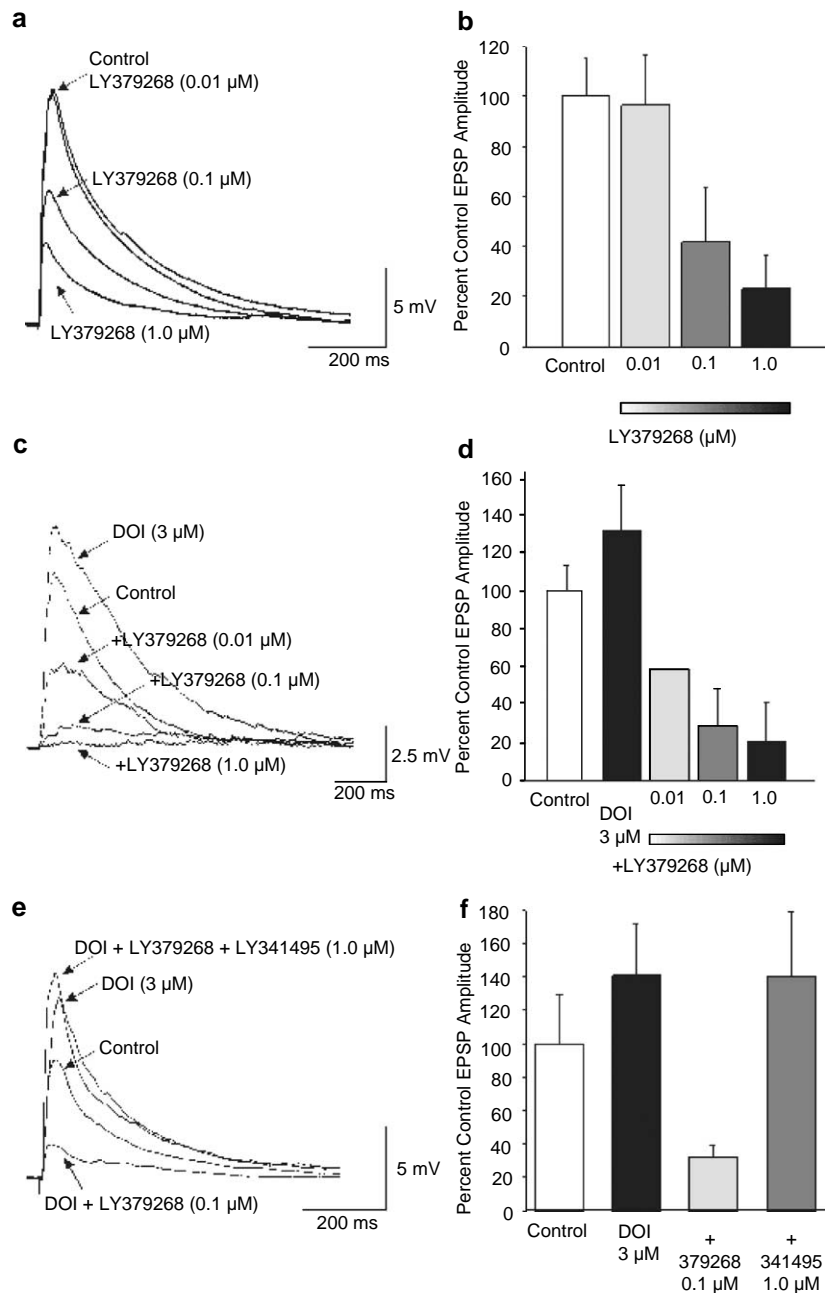 a
Control
LY379268 (0.01 µM)
LY379268 (0.1 µM)
LY379268 (1.0 µM)
5 mV
200 ms
b
Percent Control EPSP Amplitude
120
100
80
60
40
20
0
Control
0.01
0.1
1.0
LY379268 (µM)
c
DOI (3 µM)
Control
+LY379268 (0.01 µM)
+LY379268 (0.1 µM)
+LY379268 (1.0 µM)
2.5 mV
200 ms
d
Percent Control EPSP Amplitude
160
140
120
100
80
60
40
20
0
Control
DOI
3 µM
0.01
0.1
1.0
+LY379268 (µM)
e
DOI + LY379268 + LY341495 (1.0 µM)
DOI (3 µM)
Control
DOI + LY379268 (0.1 µM)
5 mV
200 ms
f
Percent Control EPSP Amplitude
180
160
140
120
100
80
60
40
20
0
Control
DOI
3 µM
+
379268
0.1 µM
+
341495
1.0 µM